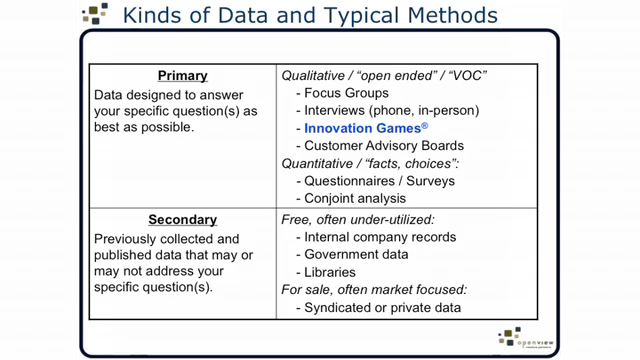 Kinds of Data and Typical Methods
Primary
Data designed to answer
your specific question(s) as
best as possible.
Qualitative / “open ended” / “VOC”
- Focus Groups
- Interviews (phone, in-person)
- Innovation Games®
- Customer Advisory Boards
Quantitative / “facts, choices”:
- Questionnaires / Surveys
- Conjoint analysis
Secondary
Previously collected and
published data that may or
may not address your
specific question(s).
Free, often under-utilized:
- Internal company records
- Government data
- Libraries
For sale, often market focused:
- Syndicated or private data
openview